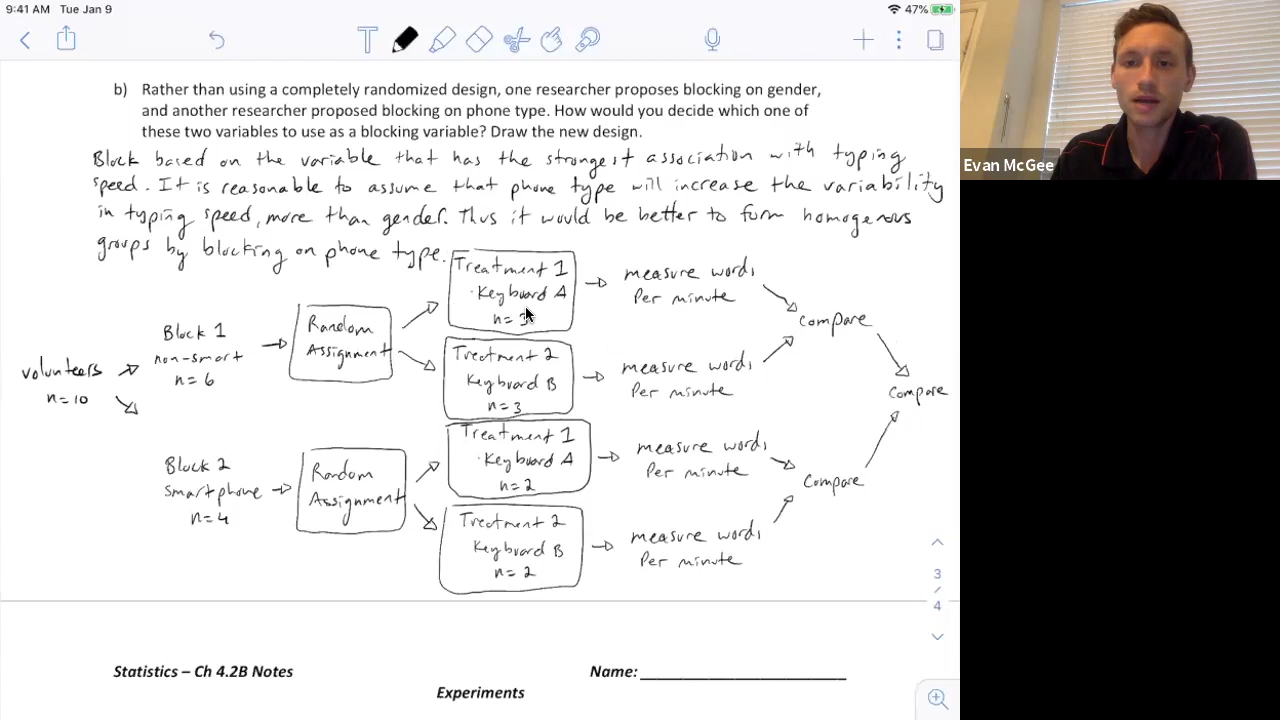 9:41 AM Tue Jan 9
47%
T
b) Rather than using a completely randomized design, one researcher proposes blocking on gender,
and another researcher proposed blocking on phone type. How would you decide which one of
these two variables to use as a blocking variable? Draw the new design.
Block based on the variable that has the strongest association with typing
speed. It is reasonable to assume that phone type will increase the variability
in typing speed, more than gender. Thus it would be better to form homogenous
groups by blocking on phone type.
volunteers
n=10
Block 1
non-smart
n=6
Random
Assignment
Treatment 1
·Keyboard A
n=3
measure words
Per minute
Treatment 2
Keyboard B
n=3
measure words
Per minute
Compare
Block 2
smartphone
n=4
Random
Assignment
Treatment 1
·Keyboard A
n=2
measure words
Per minute
Treatment 2
Keyboard B
n=2
measure words
Per minute
Compare
Compare
3
/
4
Statistics – Ch 4.2B Notes
Name: ____________________
Experiments
Evan McGee